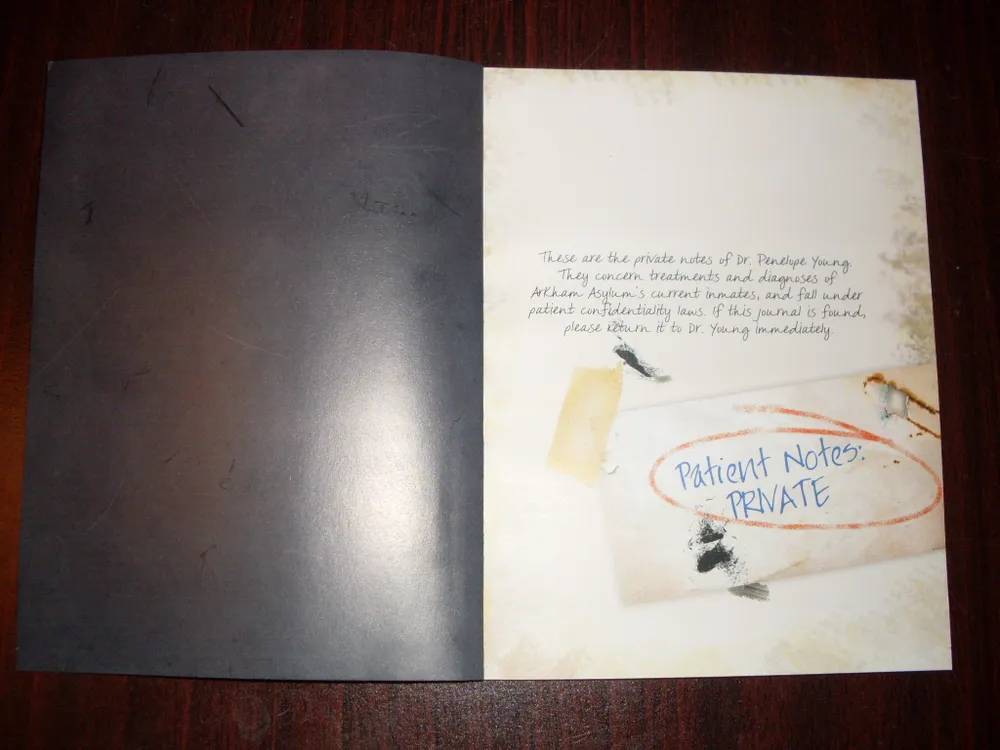 These are the private notes of Dr. Penelope Young.
They concern treatments and diagnoses of
Arkham Asylum's current inmates, and fall under
patient confidentiality laws. If this journal is found,
please return it to Dr. Young immediately.
Patient Notes:
PRIVATE